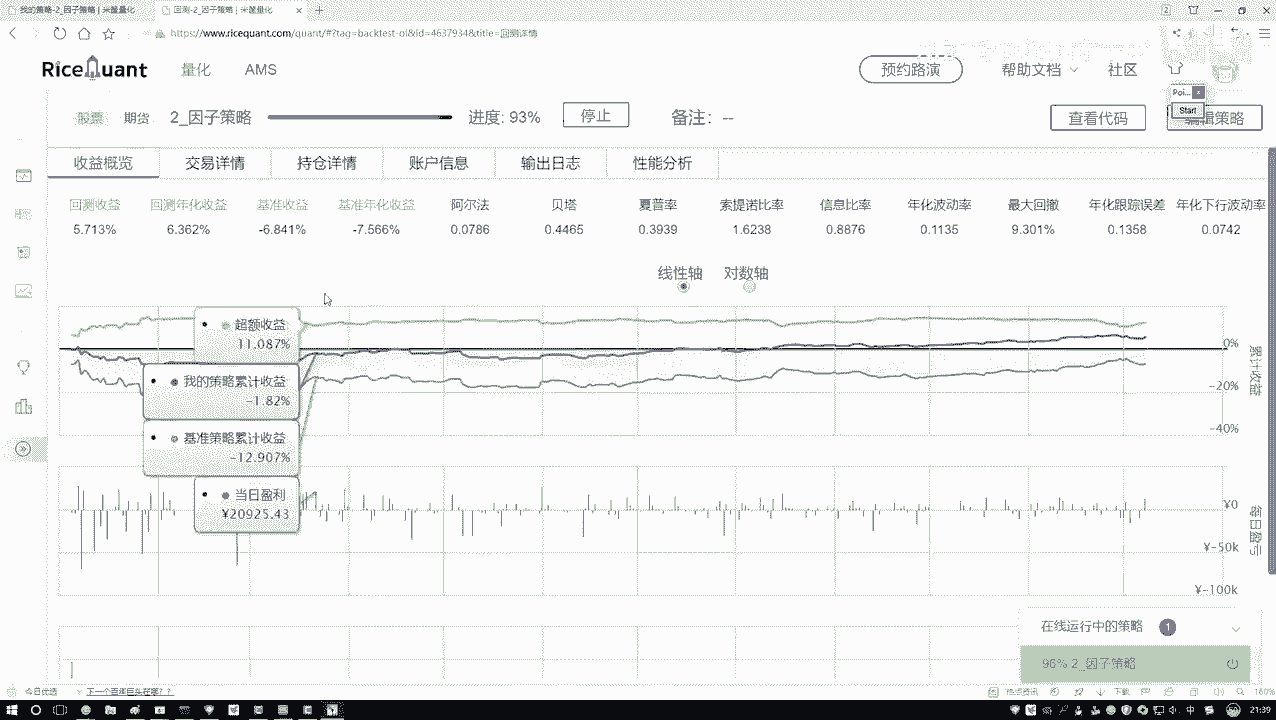 我的策略-2_因子策略 | 米筐量化
回测-2_因子策略 | 米筐量化
https://www.ricequant.com/quant/#?tag=backtest-ol&id=4637934&title=回测详情
RiceQuant 量化 AMS 预约路演 帮助文档 社区
Poi...
Start
股票 期货 2_因子策略 进度: 93% 停止 备注: -- 查看代码 编辑策略
收益概览 交易详情 持仓详情 账户信息 输出日志 性能分析
回测收益 回测年化收益 基准收益 基准年化收益 阿尔法 贝塔 夏普率 索提诺比率 信息比率 年化波动率 最大回撤 年化跟踪误差 年化下行波动率
5.713% 6.362% -6.841% -7.566% 0.0786 0.4465 0.3939 1.6238 0.8876 0.1135 9.301% 0.1358 0.0742
线性轴 对数轴
超额收益
11.087%
我的策略累计收益
-1.82%
基准策略累计收益
-12.907%
当日盈利
¥20925.43
0%
-20%
-40%
累计收益
¥0
¥-50k
¥-100k
每日盈亏
在线运行中的策略 1
96% 2_因子策略
今日优选
热点资讯
下载
160%
中
21:39